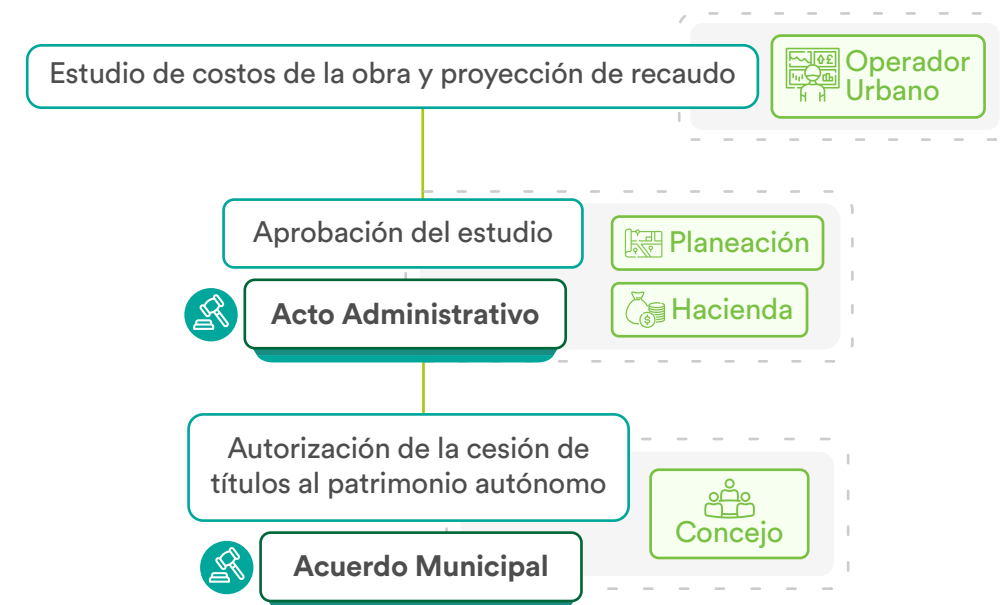 Estudio de costos de la obra y proyección de recaudo
Operador
Urbano
Aprobación del estudio
Planeación
Acto Administrativo
Hacienda
Autorización de la cesión de
títulos al patrimonio autónomo
Concejo
Acuerdo Municipal